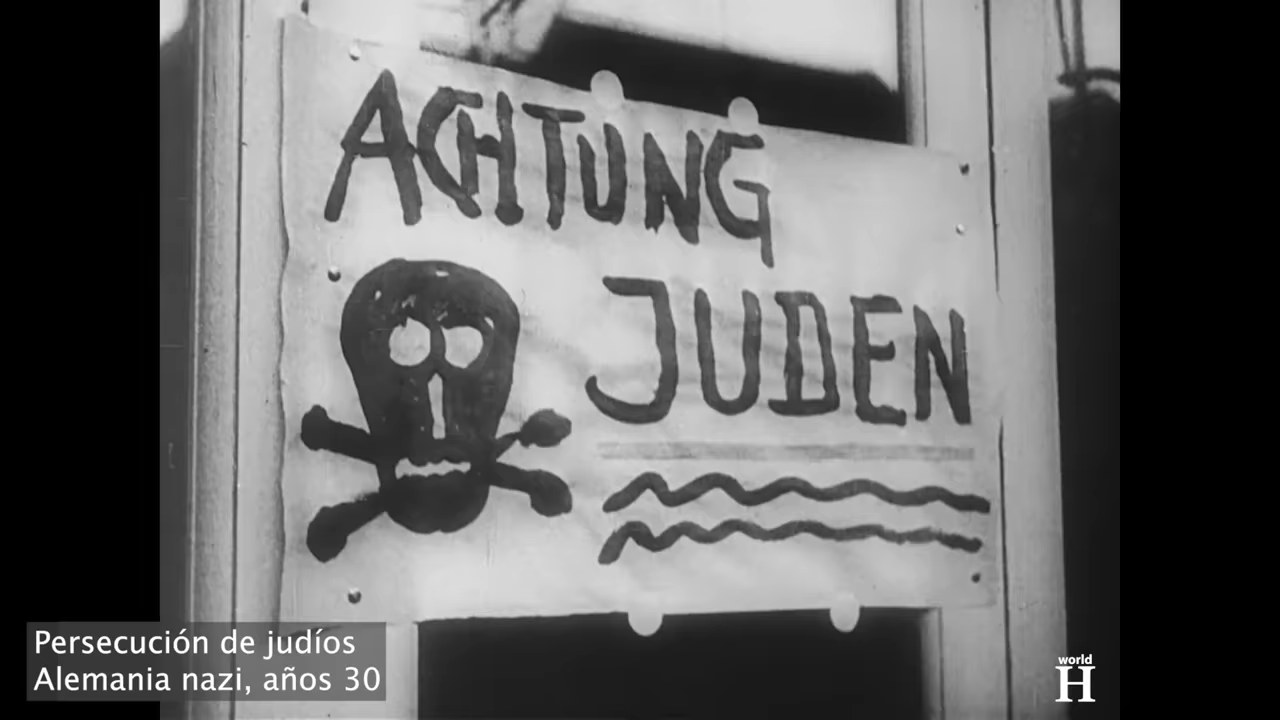 ACHTUNG
JUDEN
Persecución de judíos
Alemania nazi, años 30
world
H